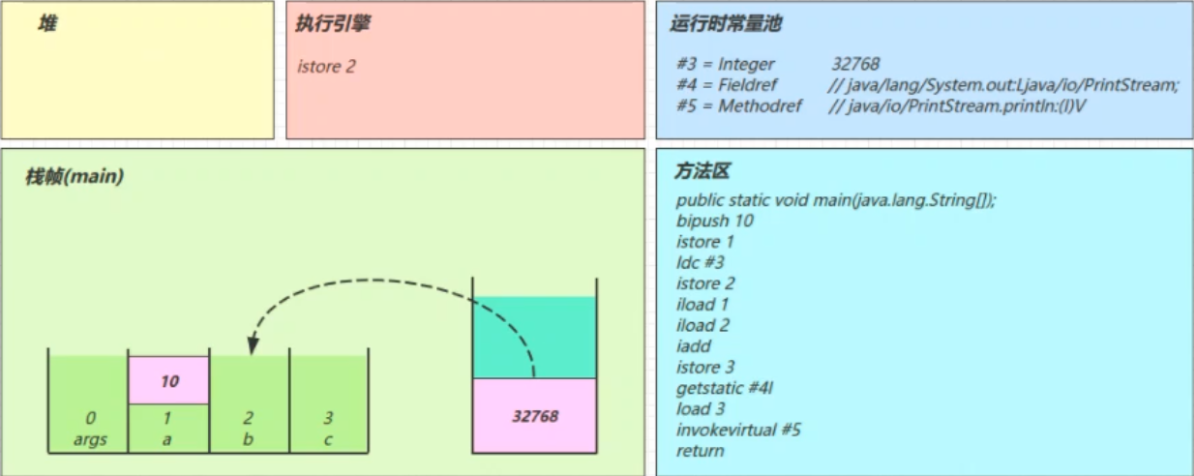 堆
执行引擎
istore 2
运行时常量池
#3 = Integer 32768
#4 = Fieldref // java/lang/System.out:Ljava/io/PrintStream;
#5 = Methodref // java/io/PrintStream.println:(I)V
栈帧(main)
10
0 1 2 3
args a b c
32768
方法区
public static void main(java.lang.String[]);
bipush 10
istore 1
ldc #3
istore 2
iload 1
iload 2
iadd
istore 3
getstatic #4I
load 3
invokevirtual #5
return